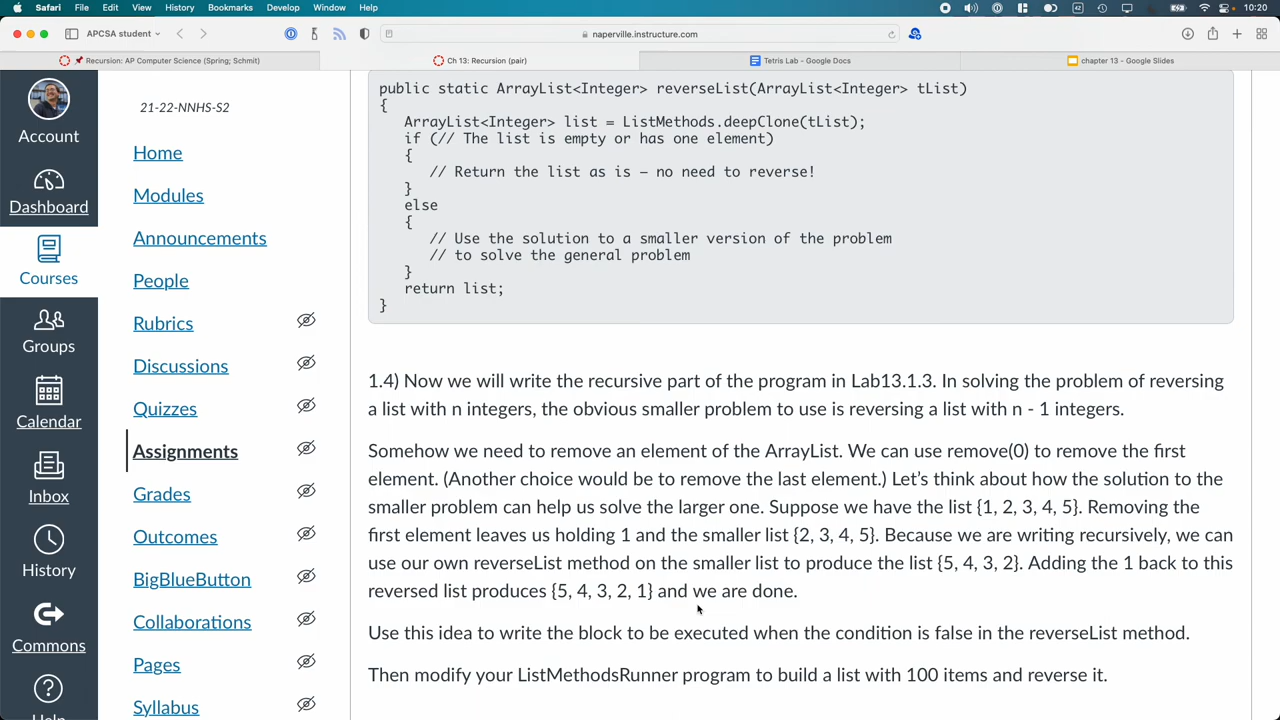 Safari File Edit View History Bookmarks Develop Window Help 42 10:20
APCSA student naperville.instructure.com
Recursion: AP Computer Science (Spring; Schmit) Ch 13: Recursion (pair) Tetris Lab - Google Docs chapter 13 - Google Slides
Account
Dashboard
Courses
Groups
Calendar
Inbox
History
Commons
Help
21-22-NNHS-S2
Home
Modules
Announcements
People
Rubrics
Discussions
Quizzes
Assignments
Grades
Outcomes
BigBlueButton
Collaborations
Pages
Syllabus
public static ArrayList<Integer> reverseList(ArrayList<Integer> tList)
{
ArrayList<Integer> list = ListMethods.deepClone(tList);
if (// The list is empty or has one element)
{
// Return the list as is – no need to reverse!
}
else
{
// Use the solution to a smaller version of the problem
// to solve the general problem
}
return list;
}
1.4) Now we will write the recursive part of the program in Lab13.1.3. In solving the problem of reversing
a list with n integers, the obvious smaller problem to use is reversing a list with n - 1 integers.
Somehow we need to remove an element of the ArrayList. We can use remove(0) to remove the first
element. (Another choice would be to remove the last element.) Let’s think about how the solution to the
smaller problem can help us solve the larger one. Suppose we have the list {1, 2, 3, 4, 5}. Removing the
first element leaves us holding 1 and the smaller list {2, 3, 4, 5}. Because we are writing recursively, we can
use our own reverseList method on the smaller list to produce the list {5, 4, 3, 2}. Adding the 1 back to this
reversed list produces {5, 4, 3, 2, 1} and we are done.
Use this idea to write the block to be executed when the condition is false in the reverseList method.
Then modify your ListMethodsRunner program to build a list with 100 items and reverse it.